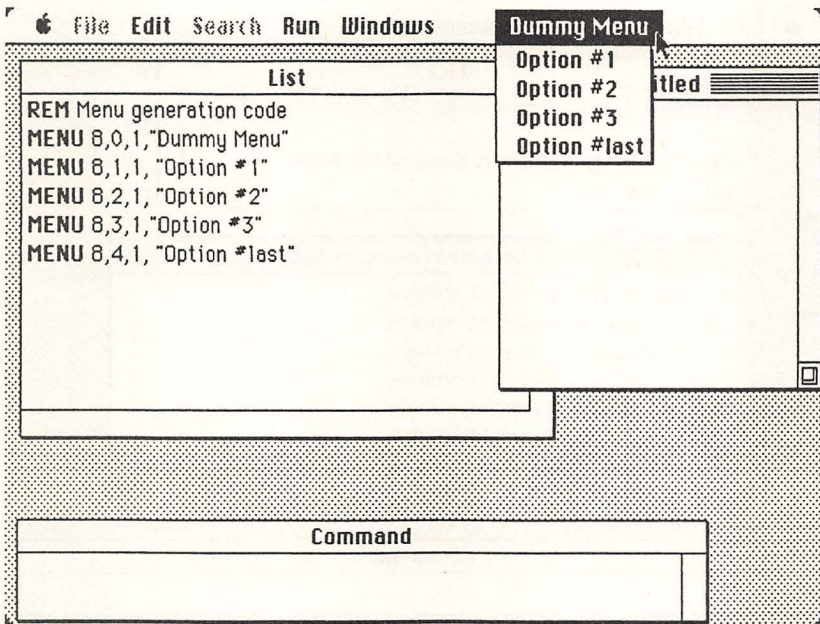 File Edit Search Run Windows Dummy Menu
Option #1
Option #2
Option #3
Option #last
List
REM Menu generation code
MENU 8,0,1,"Dummy Menu"
MENU 8,1,1, "Option #1"
MENU 8,2,1, "Option #2"
MENU 8,3,1,"Option #3"
MENU 8,4,1, "Option #last"
itled
Command